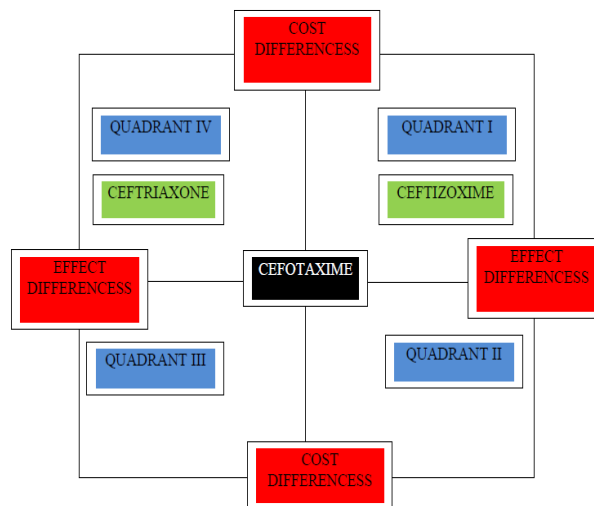 COST
DIFFERENCESS
QUADRANT IV
QUADRANT I
CEFTRIAXONE
CEFTIZOXIME
EFFECT
DIFFERENCESS
CEFOTAXIME
EFFECT
DIFFERENCESS
QUADRANT III
QUADRANT II
COST
DIFFERENCESS